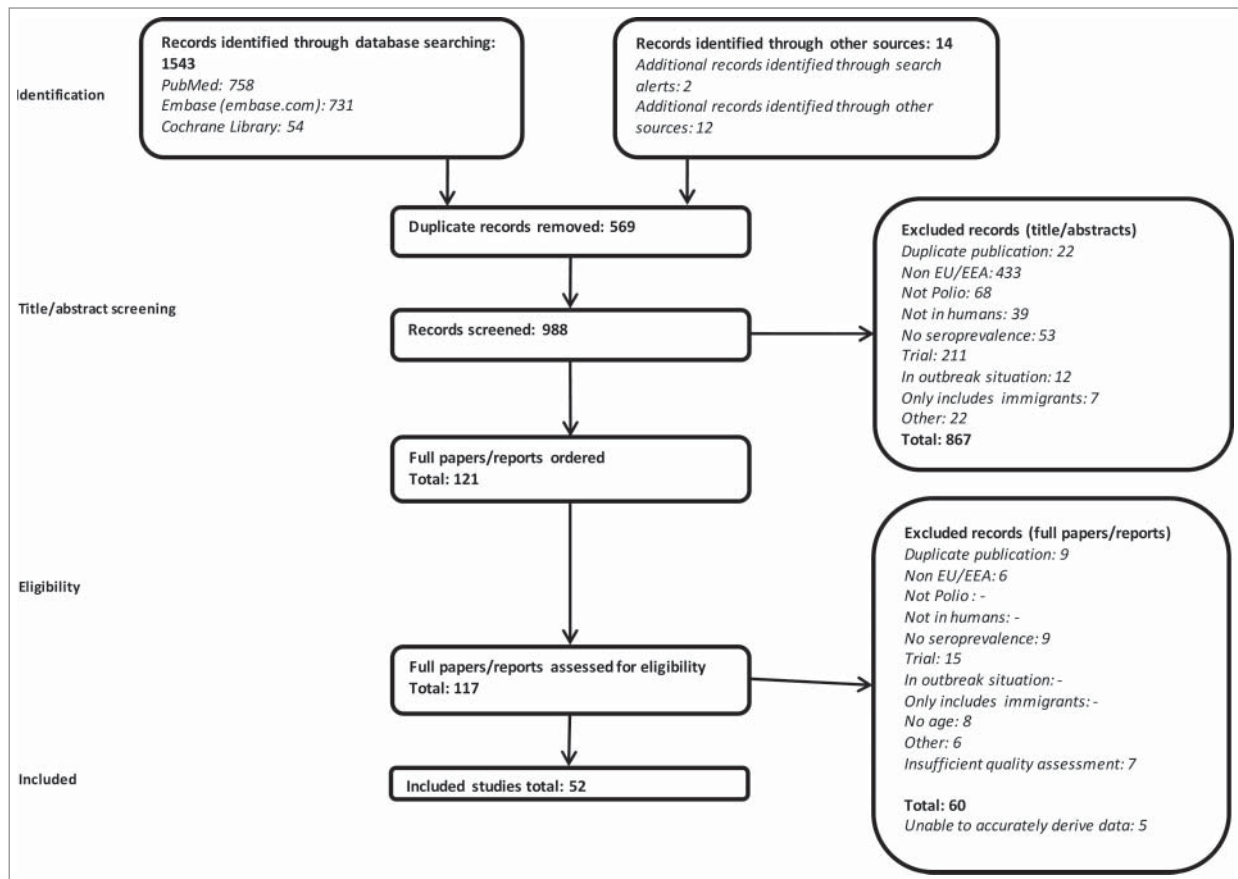 Records identified through database searching:
1543
PubMed: 758
Embase (embase.com): 731
Cochrane Library: 54
Records identified through other sources: 14
Additional records identified through search
alerts: 2
Additional records identified through other
sources: 12
Identification
Duplicate records removed: 569
Excluded records (title/abstracts)
Duplicate publication: 22
Non EU/EEA: 433
Not Polio: 68
Not in humans: 39
No seroprevalence: 53
Trial: 211
In outbreak situation: 12
Only includes immigrants: 7
Other: 22
Total: 867
Title/abstract screening
Records screened: 988
Full papers/reports ordered
Total: 121
Excluded records (full papers/reports)
Duplicate publication: 9
Non EU/EEA: 6
Not Polio : -
Not in humans: -
No seroprevalence: 9
Trial: 15
In outbreak situation: -
Only includes immigrants: -
No age: 8
Other: 6
Insufficient quality assessment: 7
Total: 60
Unable to accurately derive data: 5
Eligibility
Full papers/reports assessed for eligibility
Total: 117
Included
Included studies total: 52